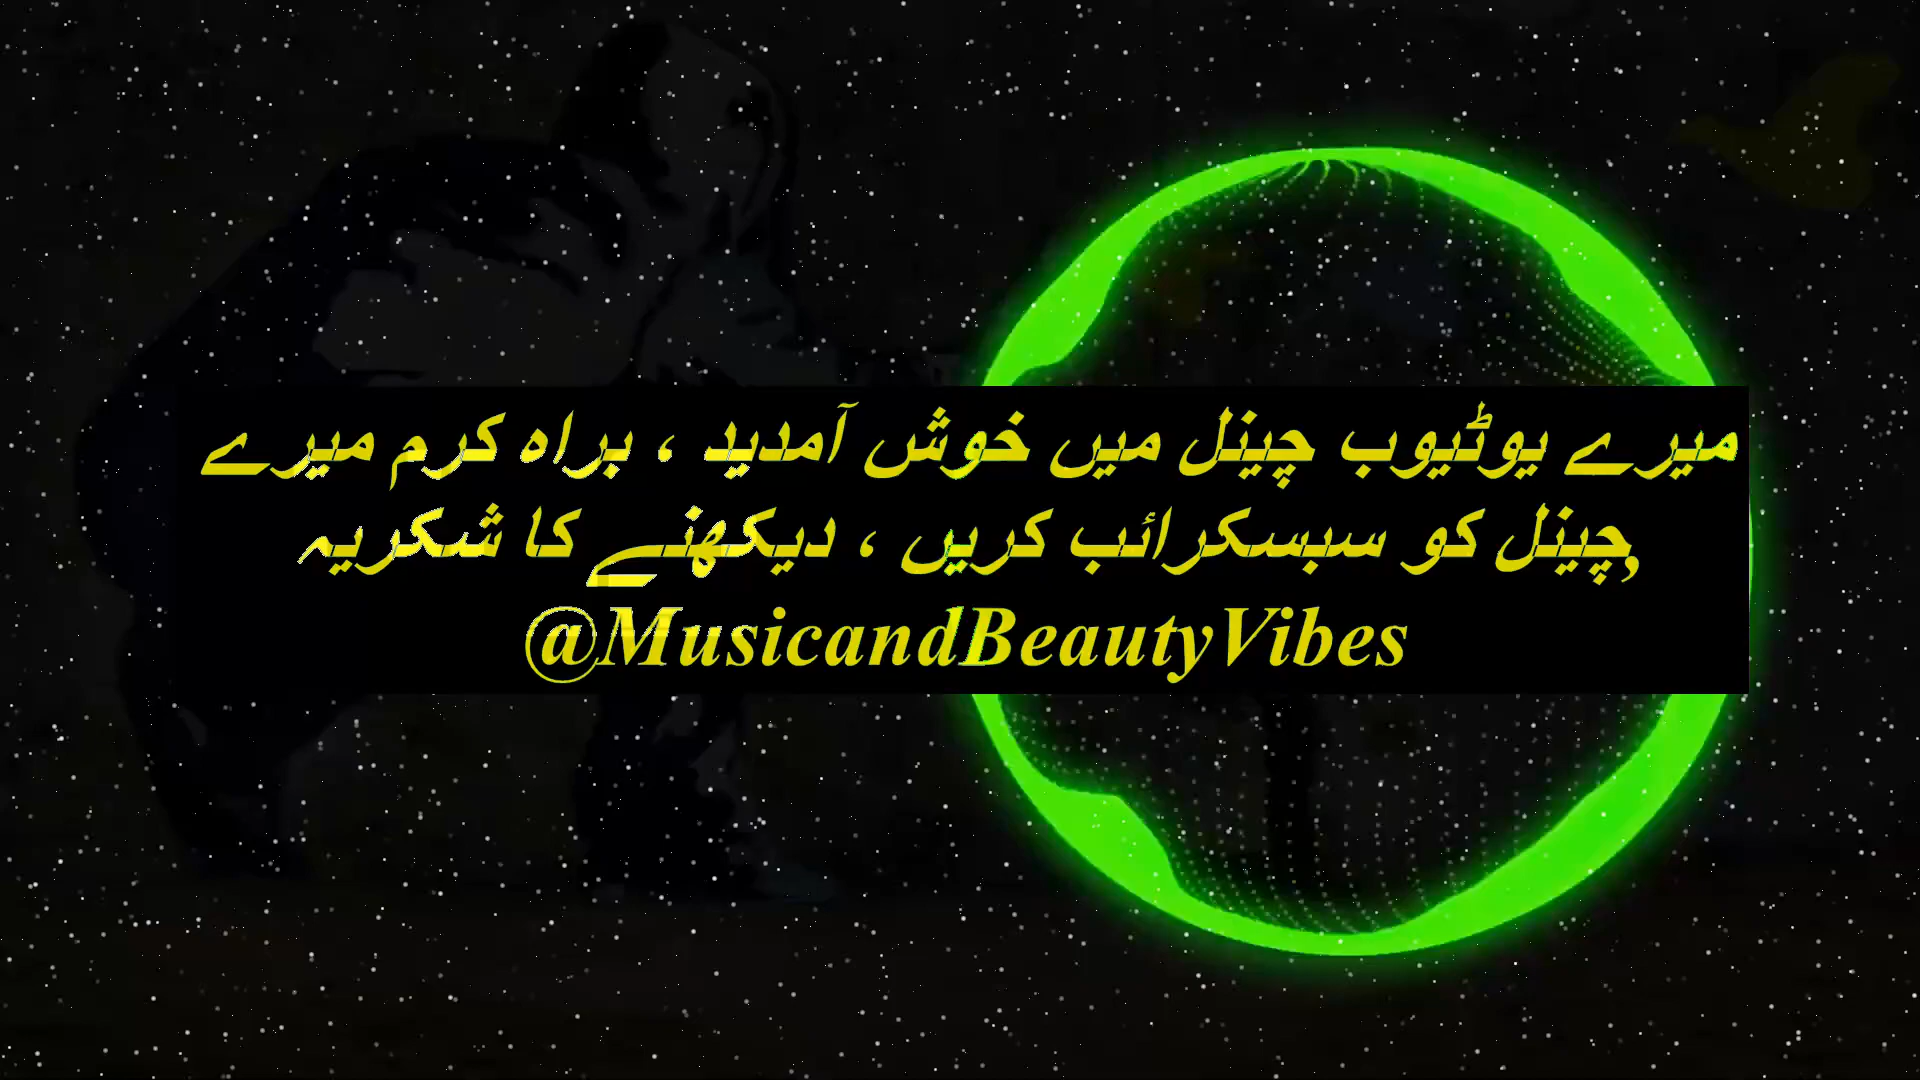 میرے یوٹیوب چینل میں خوش آمدید ، براہ کرم میرے
چینل کو سبسکرائب کریں ، دیکھنے کا شکریہ,
@MusicandBeautyVibes